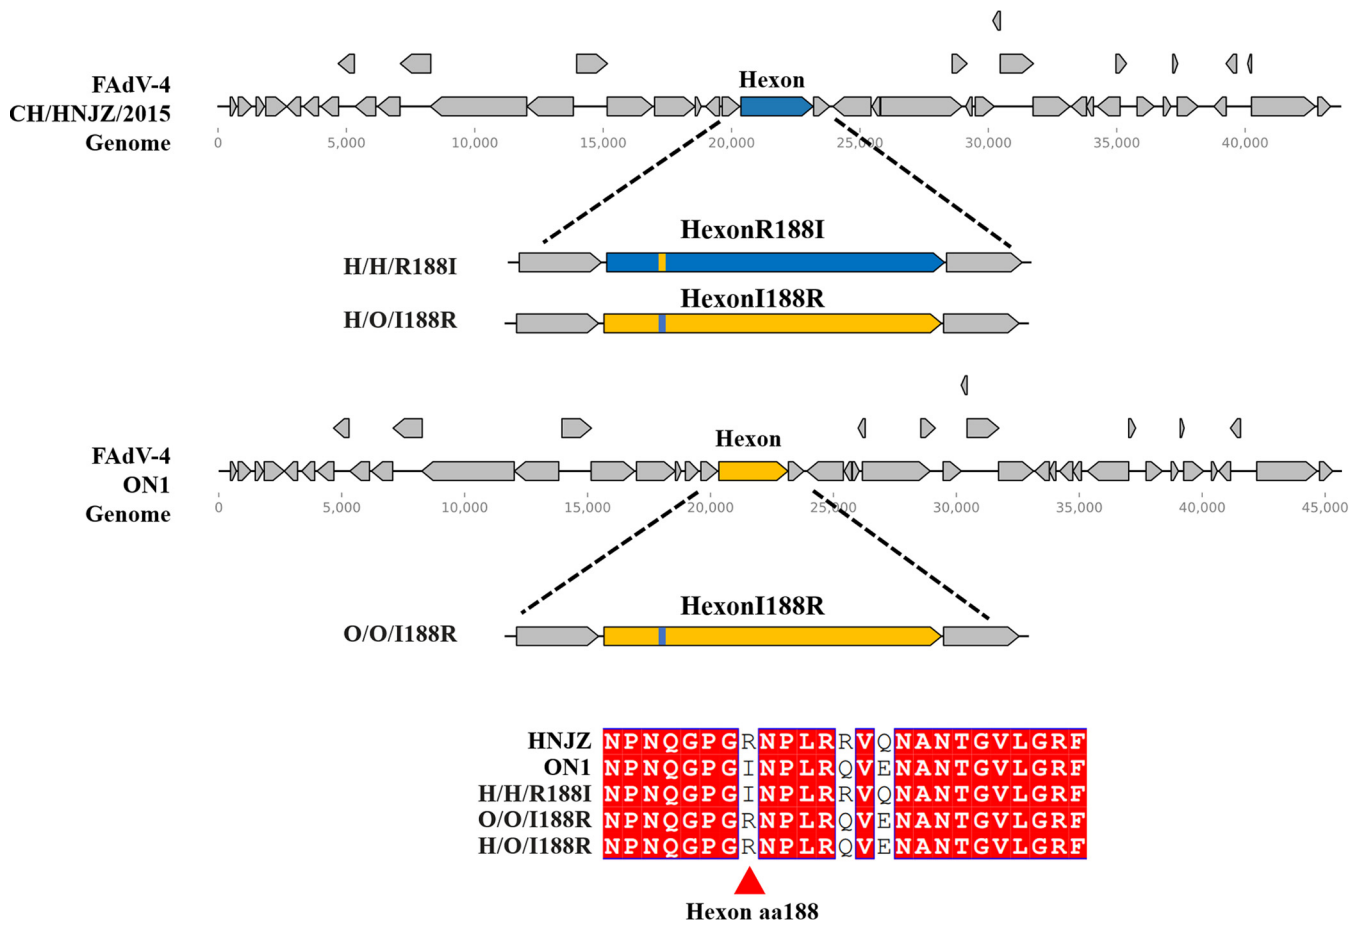 Hexon
FAdV-4
CH/HNJZ/2015
Genome
0 5,000 10,000 15,000 20,000 25,000 30,000 35,000 40,000
HexonR188I
H/H/R188I
HexonI188R
H/O/I188R
Hexon
FAdV-4
ON1
Genome
0 5,000 10,000 15,000 20,000 25,000 30,000 35,000 40,000 45,000
HexonI188R
O/O/I188R
HNJZ NPNQGPGRNPLRRVQNANTGVLGRF
ON1 NPNQGPGINPLRQVENANTGVLGRF
H/H/R188I NPNQGPGINPLRRVQNANTGVLGRF
O/O/I188R NPNQGPGRNPLRQVENANTGVLGRF
H/O/I188R NPNQGPGRNPLRQVENANTGVLGRF
Hexon aa188